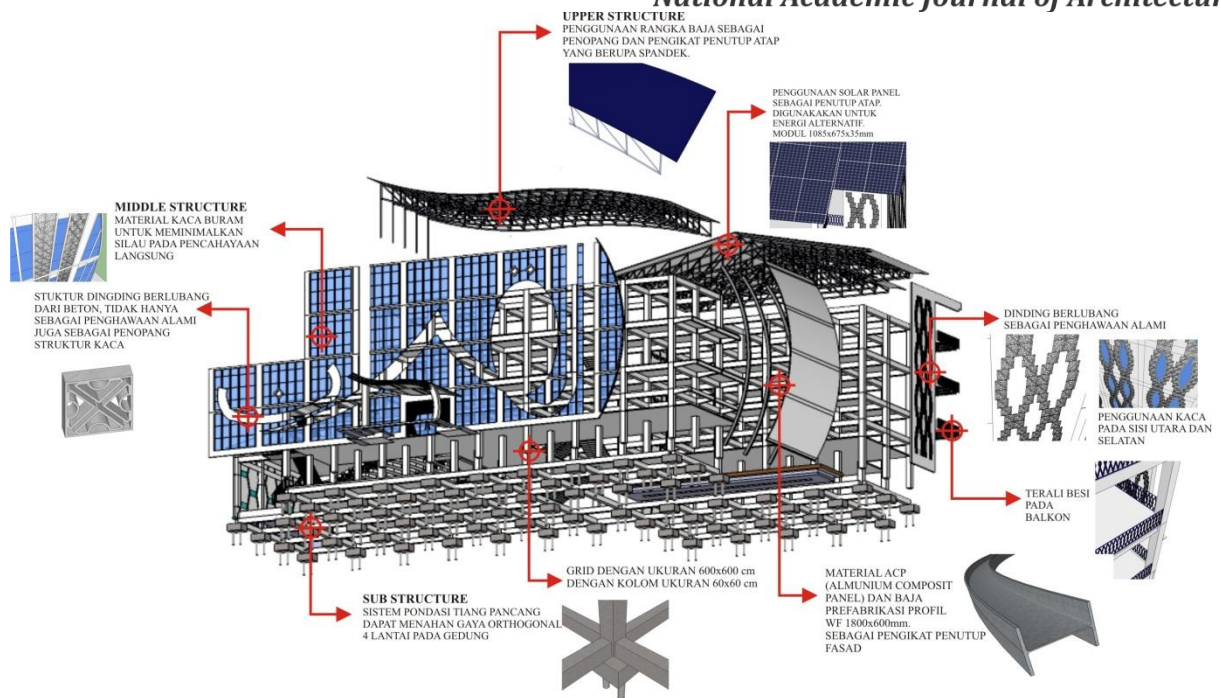 National Academic Journal of Architecture
UPPER STRUCTURE
PENGGUNAAN RANGKA BAJA SEBAGAI
PENOPANG DAN PENGIKAT PENUTUP ATAP
YANG BERUPA SPANDEK.
PENGGUNAAN SOLAR PANEL
SEBAGAI PENUTUP ATAP.
DIGUNAKAKAN UNTUK
ENERGI ALTERNATIF.
MODUL 1085x675x35mm
MIDDLE STRUCTURE
MATERIAL KACA BURAM
UNTUK MEMINIMALKAN
SILAU PADA PENCAHAYAAN
LANGSUNG
STUKTUR DINGDING BERLUBANG
DARI BETON, TIDAK HANYA
SEBAGAI PENGHAWAAN ALAMI
JUGA SEBAGAI PENOPANG
STRUKTUR KACA
DINDING BERLUBANG
SEBAGAI PENGHAWAAN ALAMI
PENGGUNAAN KACA
PADA SISI UTARA DAN
SELATAN
TERALI BESI
PADA
BALKON
GRID DENGAN UKURAN 600x600 cm
DENGAN KOLOM UKURAN 60x60 cm
SUB STRUCTURE
SISTEM PONDASI TIANG PANCANG
DAPAT MENAHAN GAYA ORTHOGONAL
4 LANTAI PADA GEDUNG
MATERIAL ACP
(ALMUNIUM COMPOSIT
PANEL) DAN BAJA
PREFABRIKASI PROFIL
WF 1800x600mm.
SEBAGAI PENGIKAT PENUTUP
FASAD